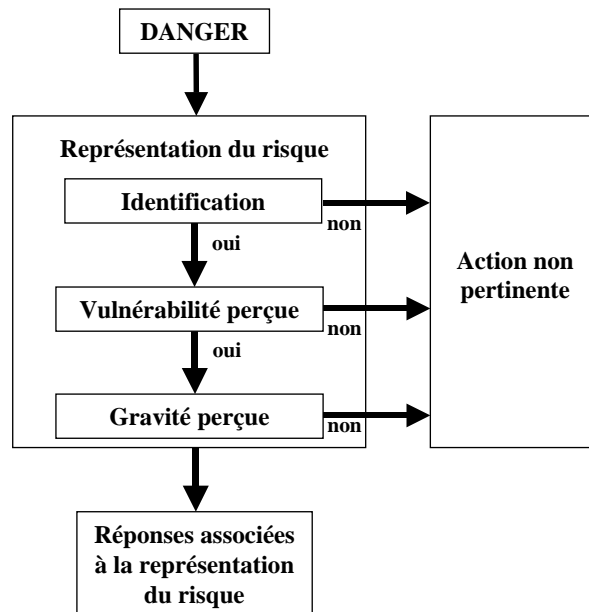 DANGER
Représentation du risque
Identification
non
oui
Action non
pertinente
Vulnérabilité perçue
non
oui
Gravité perçue
non
Réponses associées
à la représentation
du risque